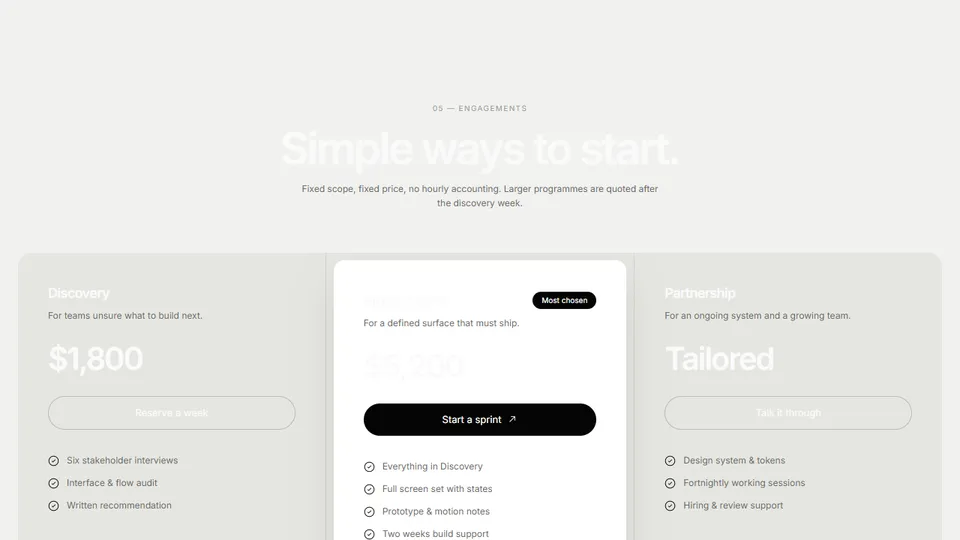 05 — ENGAGEMENTS
Simple ways to start.
Fixed scope, fixed price, no hourly accounting. Larger programmes are quoted after
the discovery week.
Discovery
For teams unsure what to build next.
$1,800
Reserve a week
Six stakeholder interviews
Interface & flow audit
Written recommendation
Most chosen
For a defined surface that must ship.
$5,200
Start a sprint
Everything in Discovery
Full screen set with states
Prototype & motion notes
Two weeks build support
Partnership
For an ongoing system and a growing team.
Tailored
Talk it through
Design system & tokens
Fortnightly working sessions
Hiring & review support